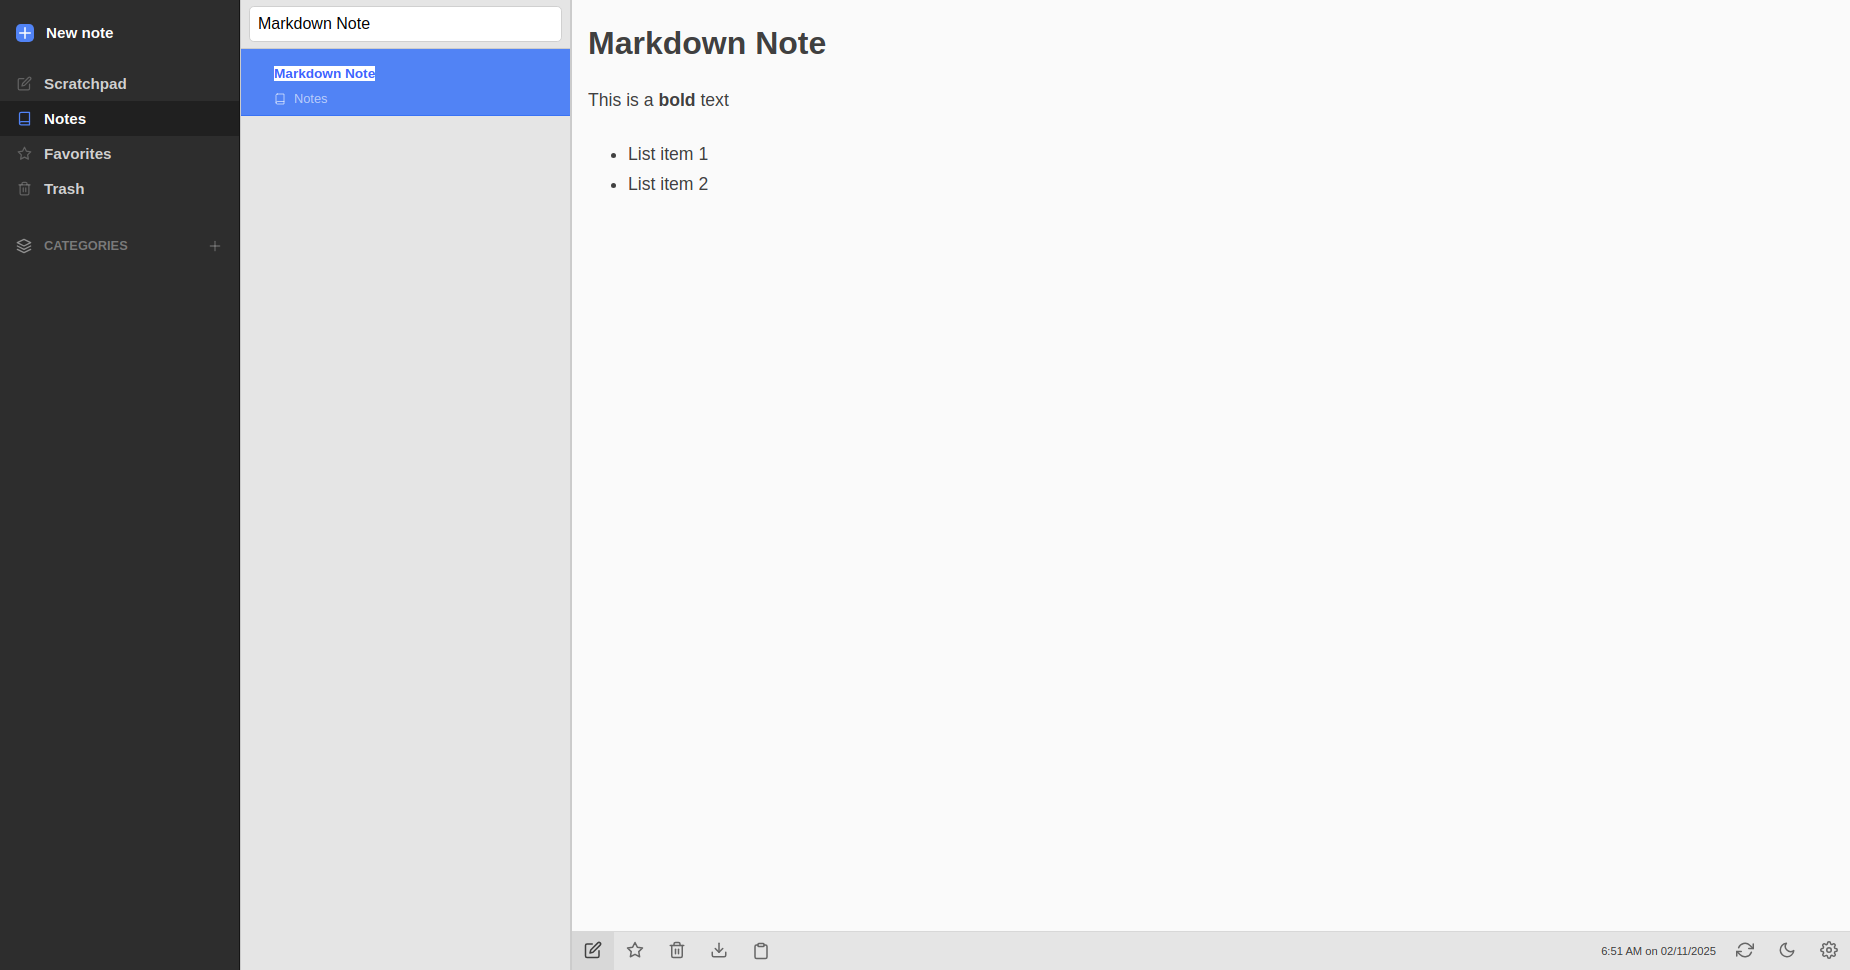 New note
Scratchpad
Notes
Favorites
Trash
CATEGORIES
Markdown Note
Markdown Note
Notes
Markdown Note
This is a bold text
List item 1
List item 2
6:51 AM on 02/11/2025